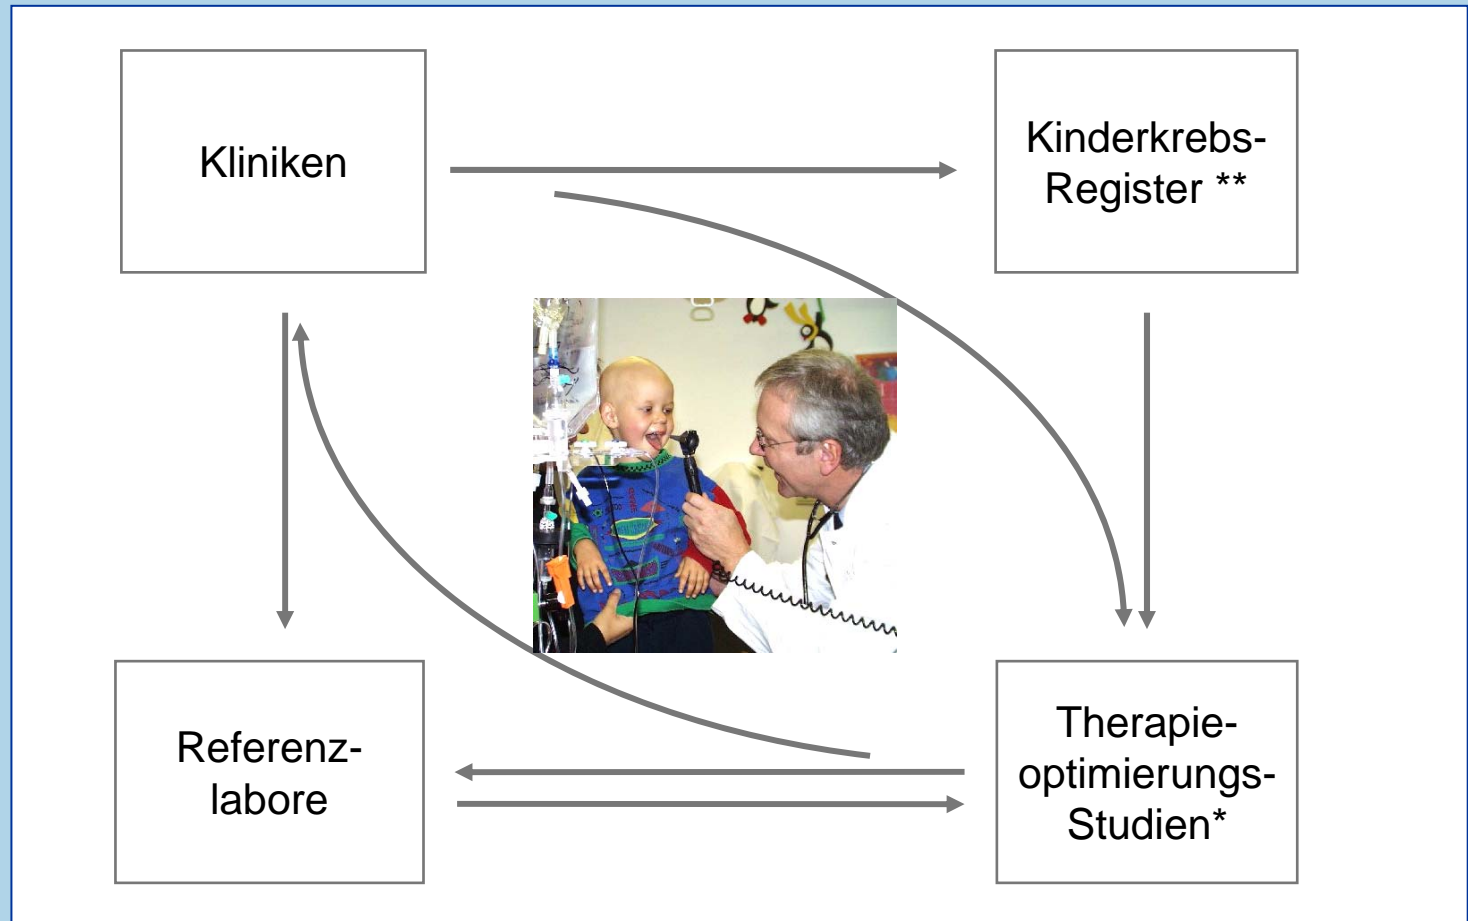 Kliniken
Kinderkrebs-
Register **
Referenz-
labore
Therapie-
optimierungs-
Studien*